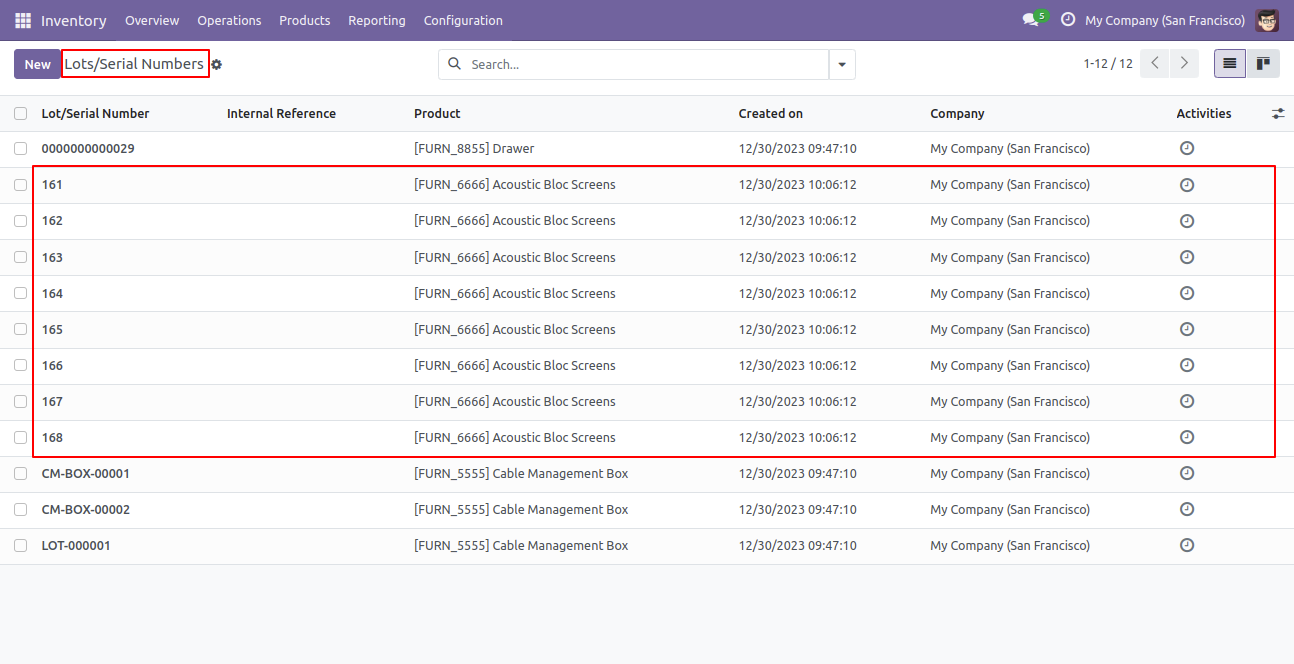 Inventory Overview Operations Products Reporting Configuration 5 My Company (San Francisco)
New Lots/Serial Numbers Search... 1-12 / 12
Lot/Serial Number Internal Reference Product Created on Company Activities
0000000000029 [FURN_8855] Drawer 12/30/2023 09:47:10 My Company (San Francisco)
161 [FURN_6666] Acoustic Bloc Screens 12/30/2023 10:06:12 My Company (San Francisco)
162 [FURN_6666] Acoustic Bloc Screens 12/30/2023 10:06:12 My Company (San Francisco)
163 [FURN_6666] Acoustic Bloc Screens 12/30/2023 10:06:12 My Company (San Francisco)
164 [FURN_6666] Acoustic Bloc Screens 12/30/2023 10:06:12 My Company (San Francisco)
165 [FURN_6666] Acoustic Bloc Screens 12/30/2023 10:06:12 My Company (San Francisco)
166 [FURN_6666] Acoustic Bloc Screens 12/30/2023 10:06:12 My Company (San Francisco)
167 [FURN_6666] Acoustic Bloc Screens 12/30/2023 10:06:12 My Company (San Francisco)
168 [FURN_6666] Acoustic Bloc Screens 12/30/2023 10:06:12 My Company (San Francisco)
CM-BOX-00001 [FURN_5555] Cable Management Box 12/30/2023 09:47:10 My Company (San Francisco)
CM-BOX-00002 [FURN_5555] Cable Management Box 12/30/2023 09:47:10 My Company (San Francisco)
LOT-000001 [FURN_5555] Cable Management Box 12/30/2023 09:47:10 My Company (San Francisco)